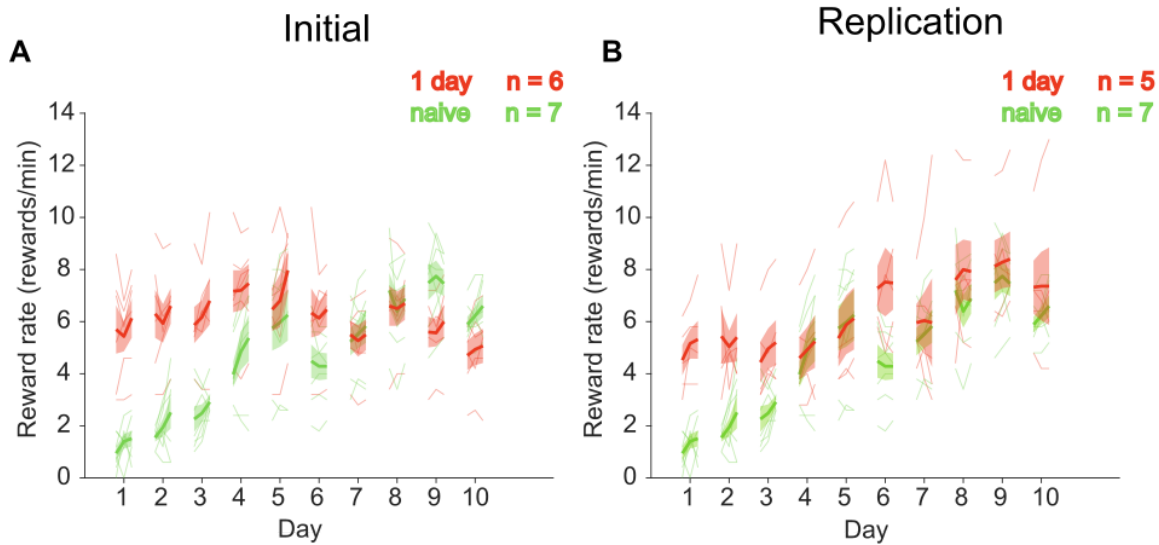 Initial
A
1 day n = 6
naive n = 7
14
12
10
8
6
4
2
0
Reward rate (rewards/min)
1 2 3 4 5 6 7 8 9 10
Day
Replication
B
1 day n = 5
naive n = 7
14
12
10
8
6
4
2
0
Reward rate (rewards/min)
1 2 3 4 5 6 7 8 9 10
Day